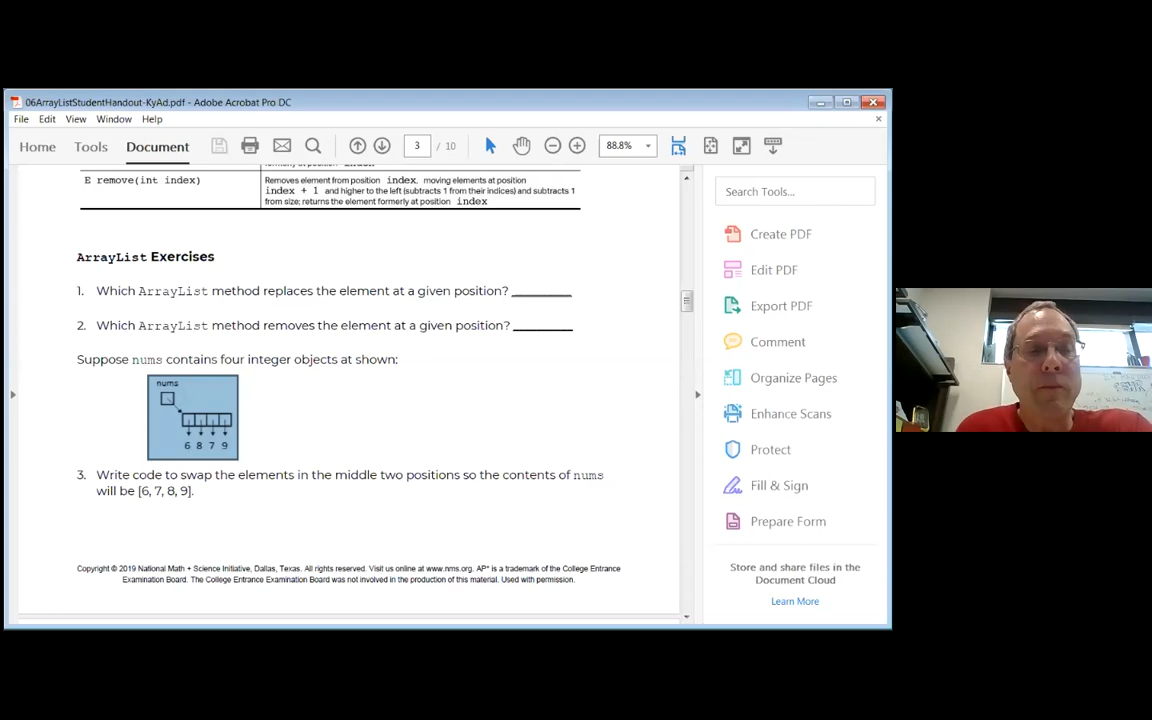 06ArrayListStudentHandout-KyAd.pdf - Adobe Acrobat Pro DC
File Edit View Window Help
Home Tools Document 3 / 10 88.8%
E remove(int index)
Removes element from position index, moving elements at position
index + 1 and higher to the left (subtracts 1 from their indices) and subtracts 1
from size; returns the element formerly at position index
ArrayList Exercises
1. Which ArrayList method replaces the element at a given position? __________
2. Which ArrayList method removes the element at a given position? __________
Suppose nums contains four integer objects at shown:
nums
6 8 7 9
3. Write code to swap the elements in the middle two positions so the contents of nums
will be [6, 7, 8, 9].
Copyright © 2019 National Math + Science Initiative, Dallas, Texas. All rights reserved. Visit us online at www.nms.org. AP® is a trademark of the College Entrance
Examination Board. The College Entrance Examination Board was not involved in the production of this material. Used with permission.
Search Tools...
Create PDF
Edit PDF
Export PDF
Comment
Organize Pages
Enhance Scans
Protect
Fill & Sign
Prepare Form
Store and share files in the
Document Cloud
Learn More